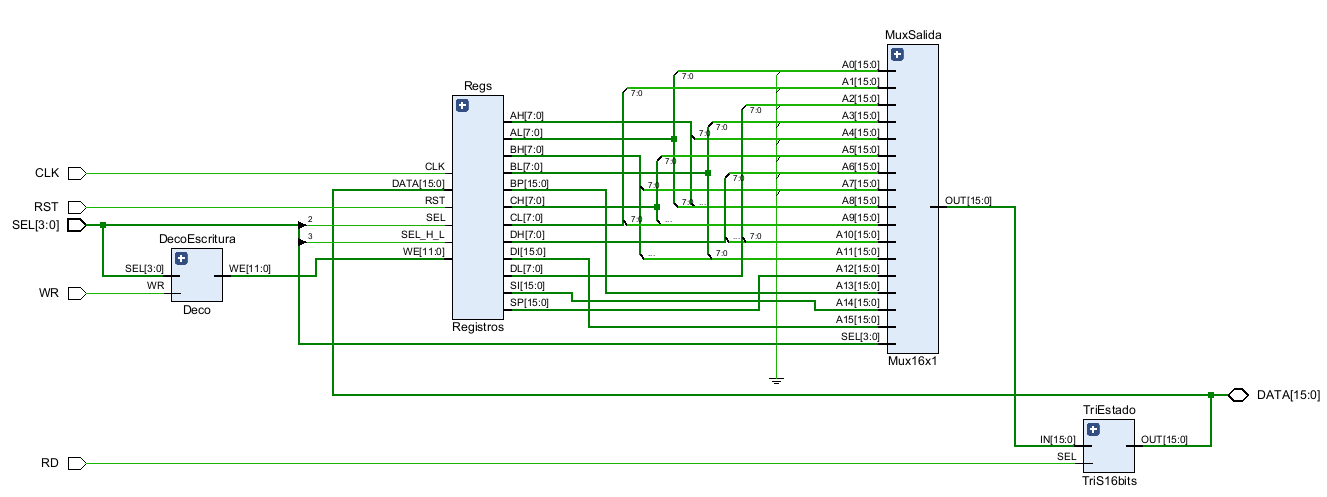 MuxSalida
A0[15:0]
7:0
A1[15:0]
Regs
7:0
A2[15:0]
7:0
AH[7:0]
A3[15:0]
7:0
AL[7:0]
7:0
A4[15:0]
BH[7:0]
A5[15:0]
7:0
CLK
CLK
BL[7:0]
A6[15:0]
7:0
DATA[15:0]
BP[15:0]
7:0
A7[15:0]
RST
RST
CH[7:0]
7:0
...
A8[15:0]
OUT[15:0]
SEL[3:0]
2
SEL
CL[7:0]
7:0
...
A9[15:0]
3
SEL_H_L
DH[7:0]
...
7:0
A10[15:0]
DecoEscritura
WE[11:0]
DI[15:0]
...
7:0
A11[15:0]
SEL[3:0]
WE[11:0]
DL[7:0]
A12[15:0]
WR
WR
SI[15:0]
A13[15:0]
Deco
SP[15:0]
A14[15:0]
Registros
A15[15:0]
SEL[3:0]
Mux16x1
DATA[15:0]
TriEstado
IN[15:0]
OUT[15:0]
RD
SEL
TriS16bits